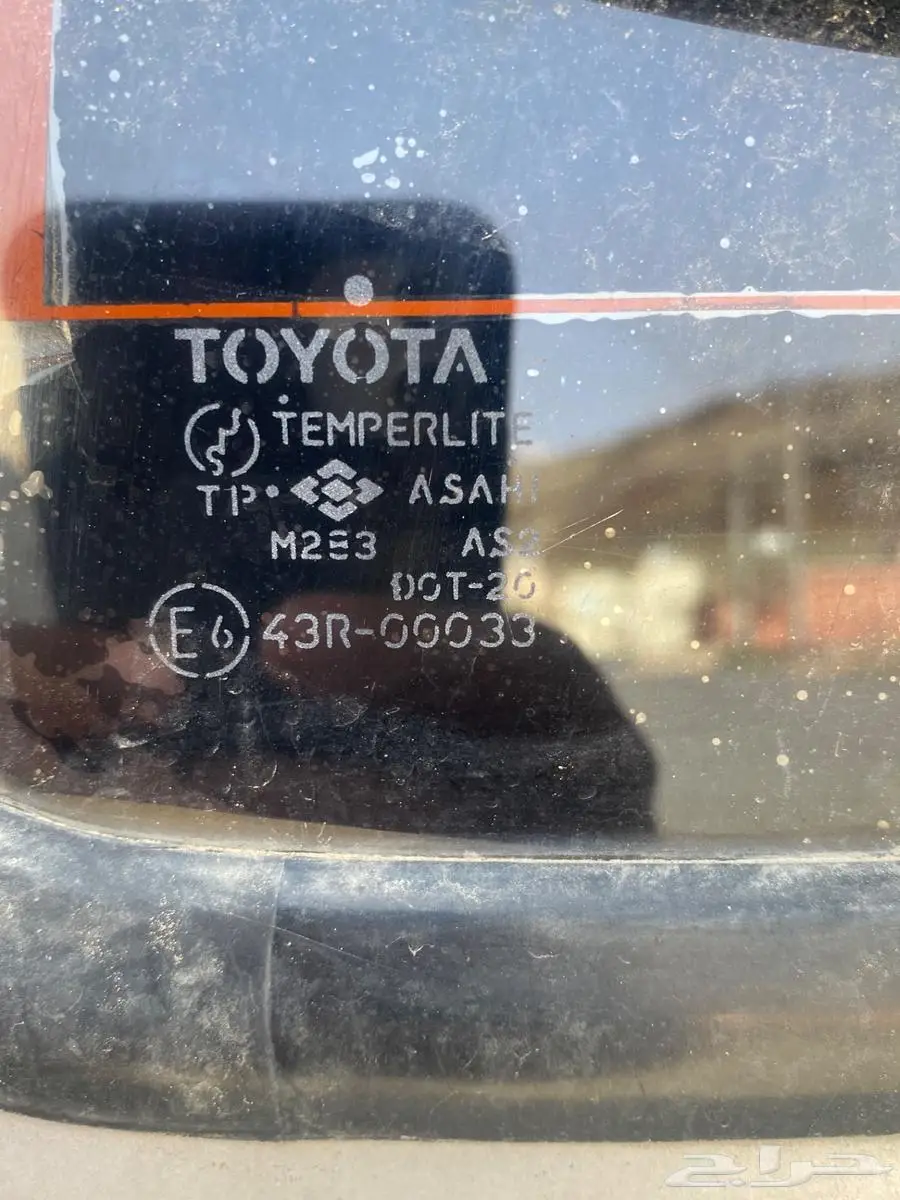 TOYOTA
TEMPERLITE
TP ASAHI
M2E3 AS2
DOT-20
E6 43R-00033
حراج